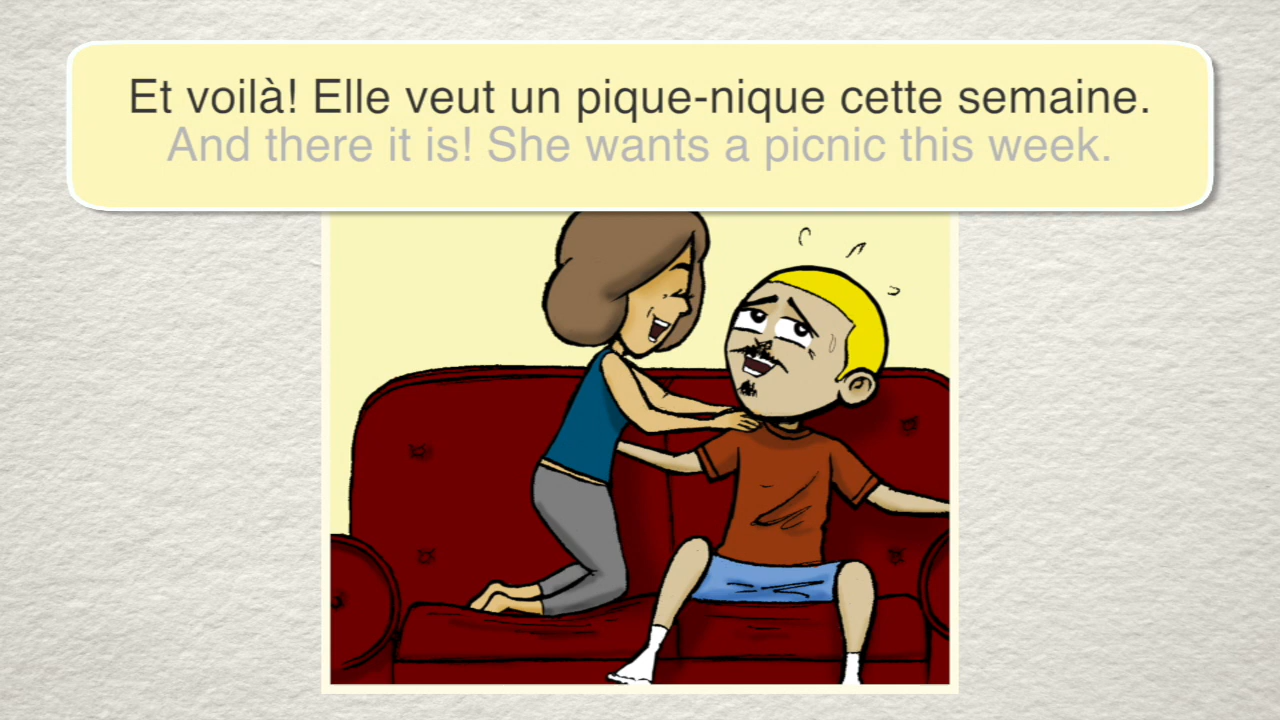 Et voilà! Elle veut un pique-nique cette semaine.
And there it is! She wants a picnic this week.